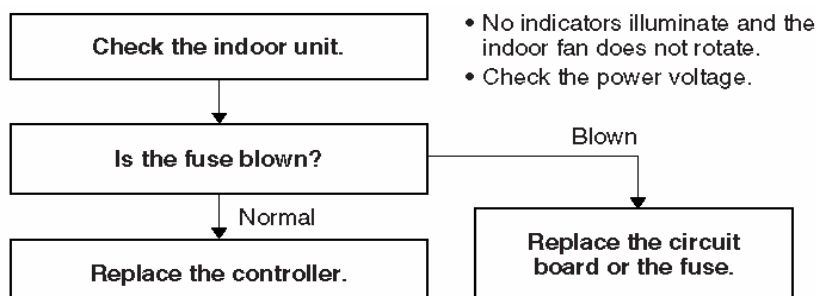 Check the indoor unit.
• No indicators illuminate and the
indoor fan does not rotate.
• Check the power voltage.
Is the fuse blown?
Blown
Normal
Replace the controller.
Replace the circuit
board or the fuse.